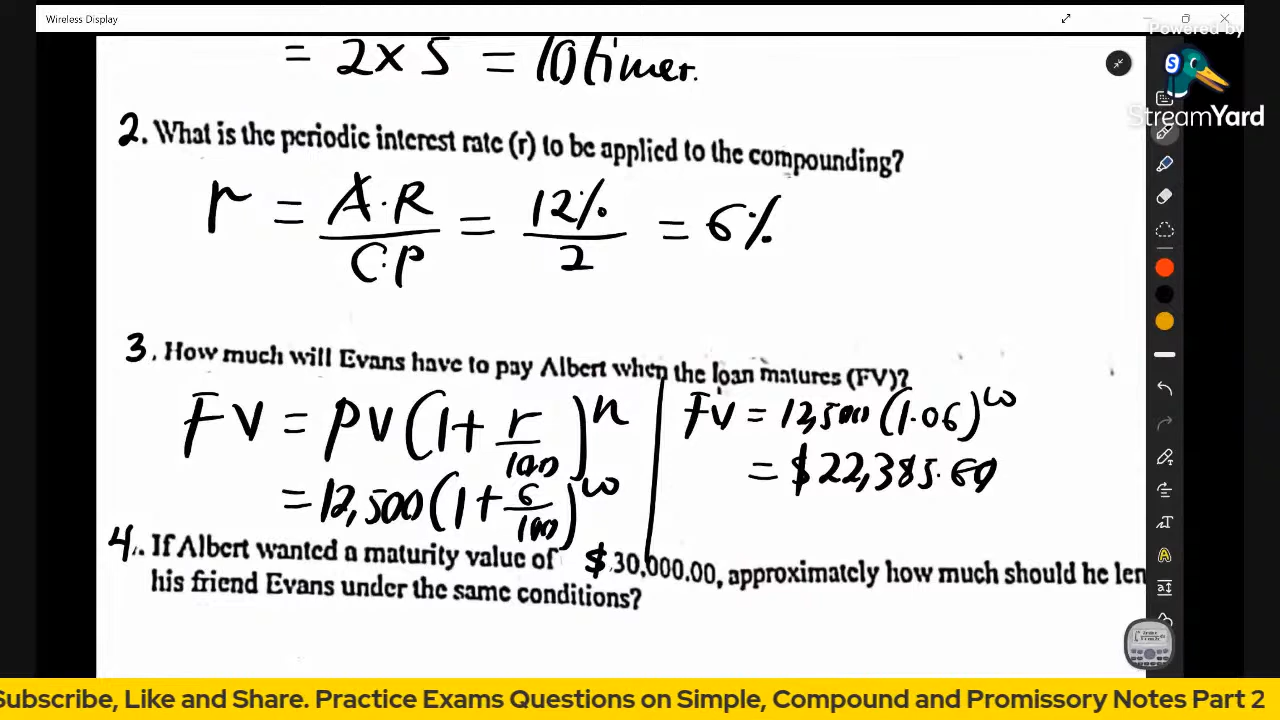 Wireless Display
Powered by
StreamYard
= 2 x 5 = 10 times.
2. What is the periodic interest rate (r) to be applied to the compounding?
r = A.R / C.P = 12% / 2 = 6%
3. How much will Evans have to pay Albert when the loan matures (FV)?
FV = PV(1 + r/100)^n
= 12,500(1 + 6/100)^10
FV = 12,500(1.06)^10
= $22,385.60
4. If Albert wanted a maturity value of $30,000.00, approximately how much should he len
his friend Evans under the same conditions?
Subscribe, Like and Share. Practice Exams Questions on Simple, Compound and Promissory Notes Part 2